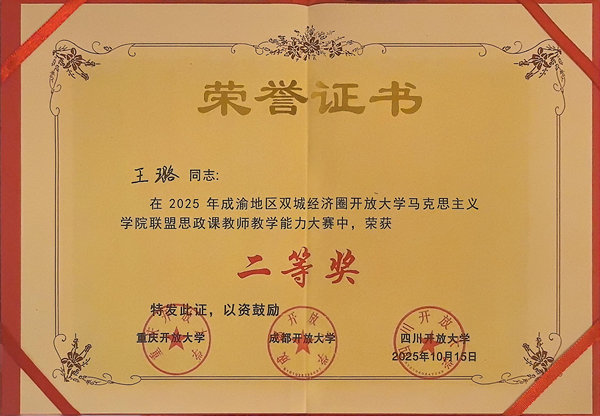 荣誉证书
王璐 同志:
在 2025 年成渝地区双城经济圈开放大学马克思主义
学院联盟思政课教师教学能力大赛中，荣获
二等奖
特发此证，以资鼓励
重庆开放大学 成都开放大学 四川开放大学
2025年10月15日